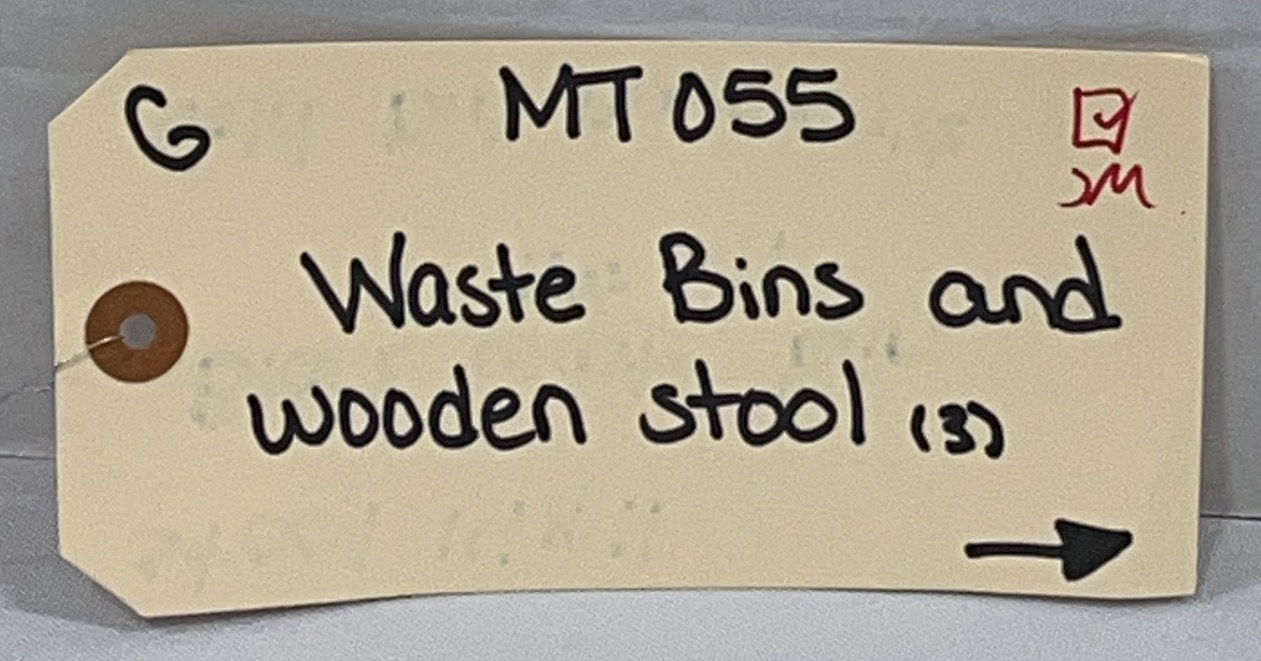 G MT055
Waste Bins and
wooden stool (3)